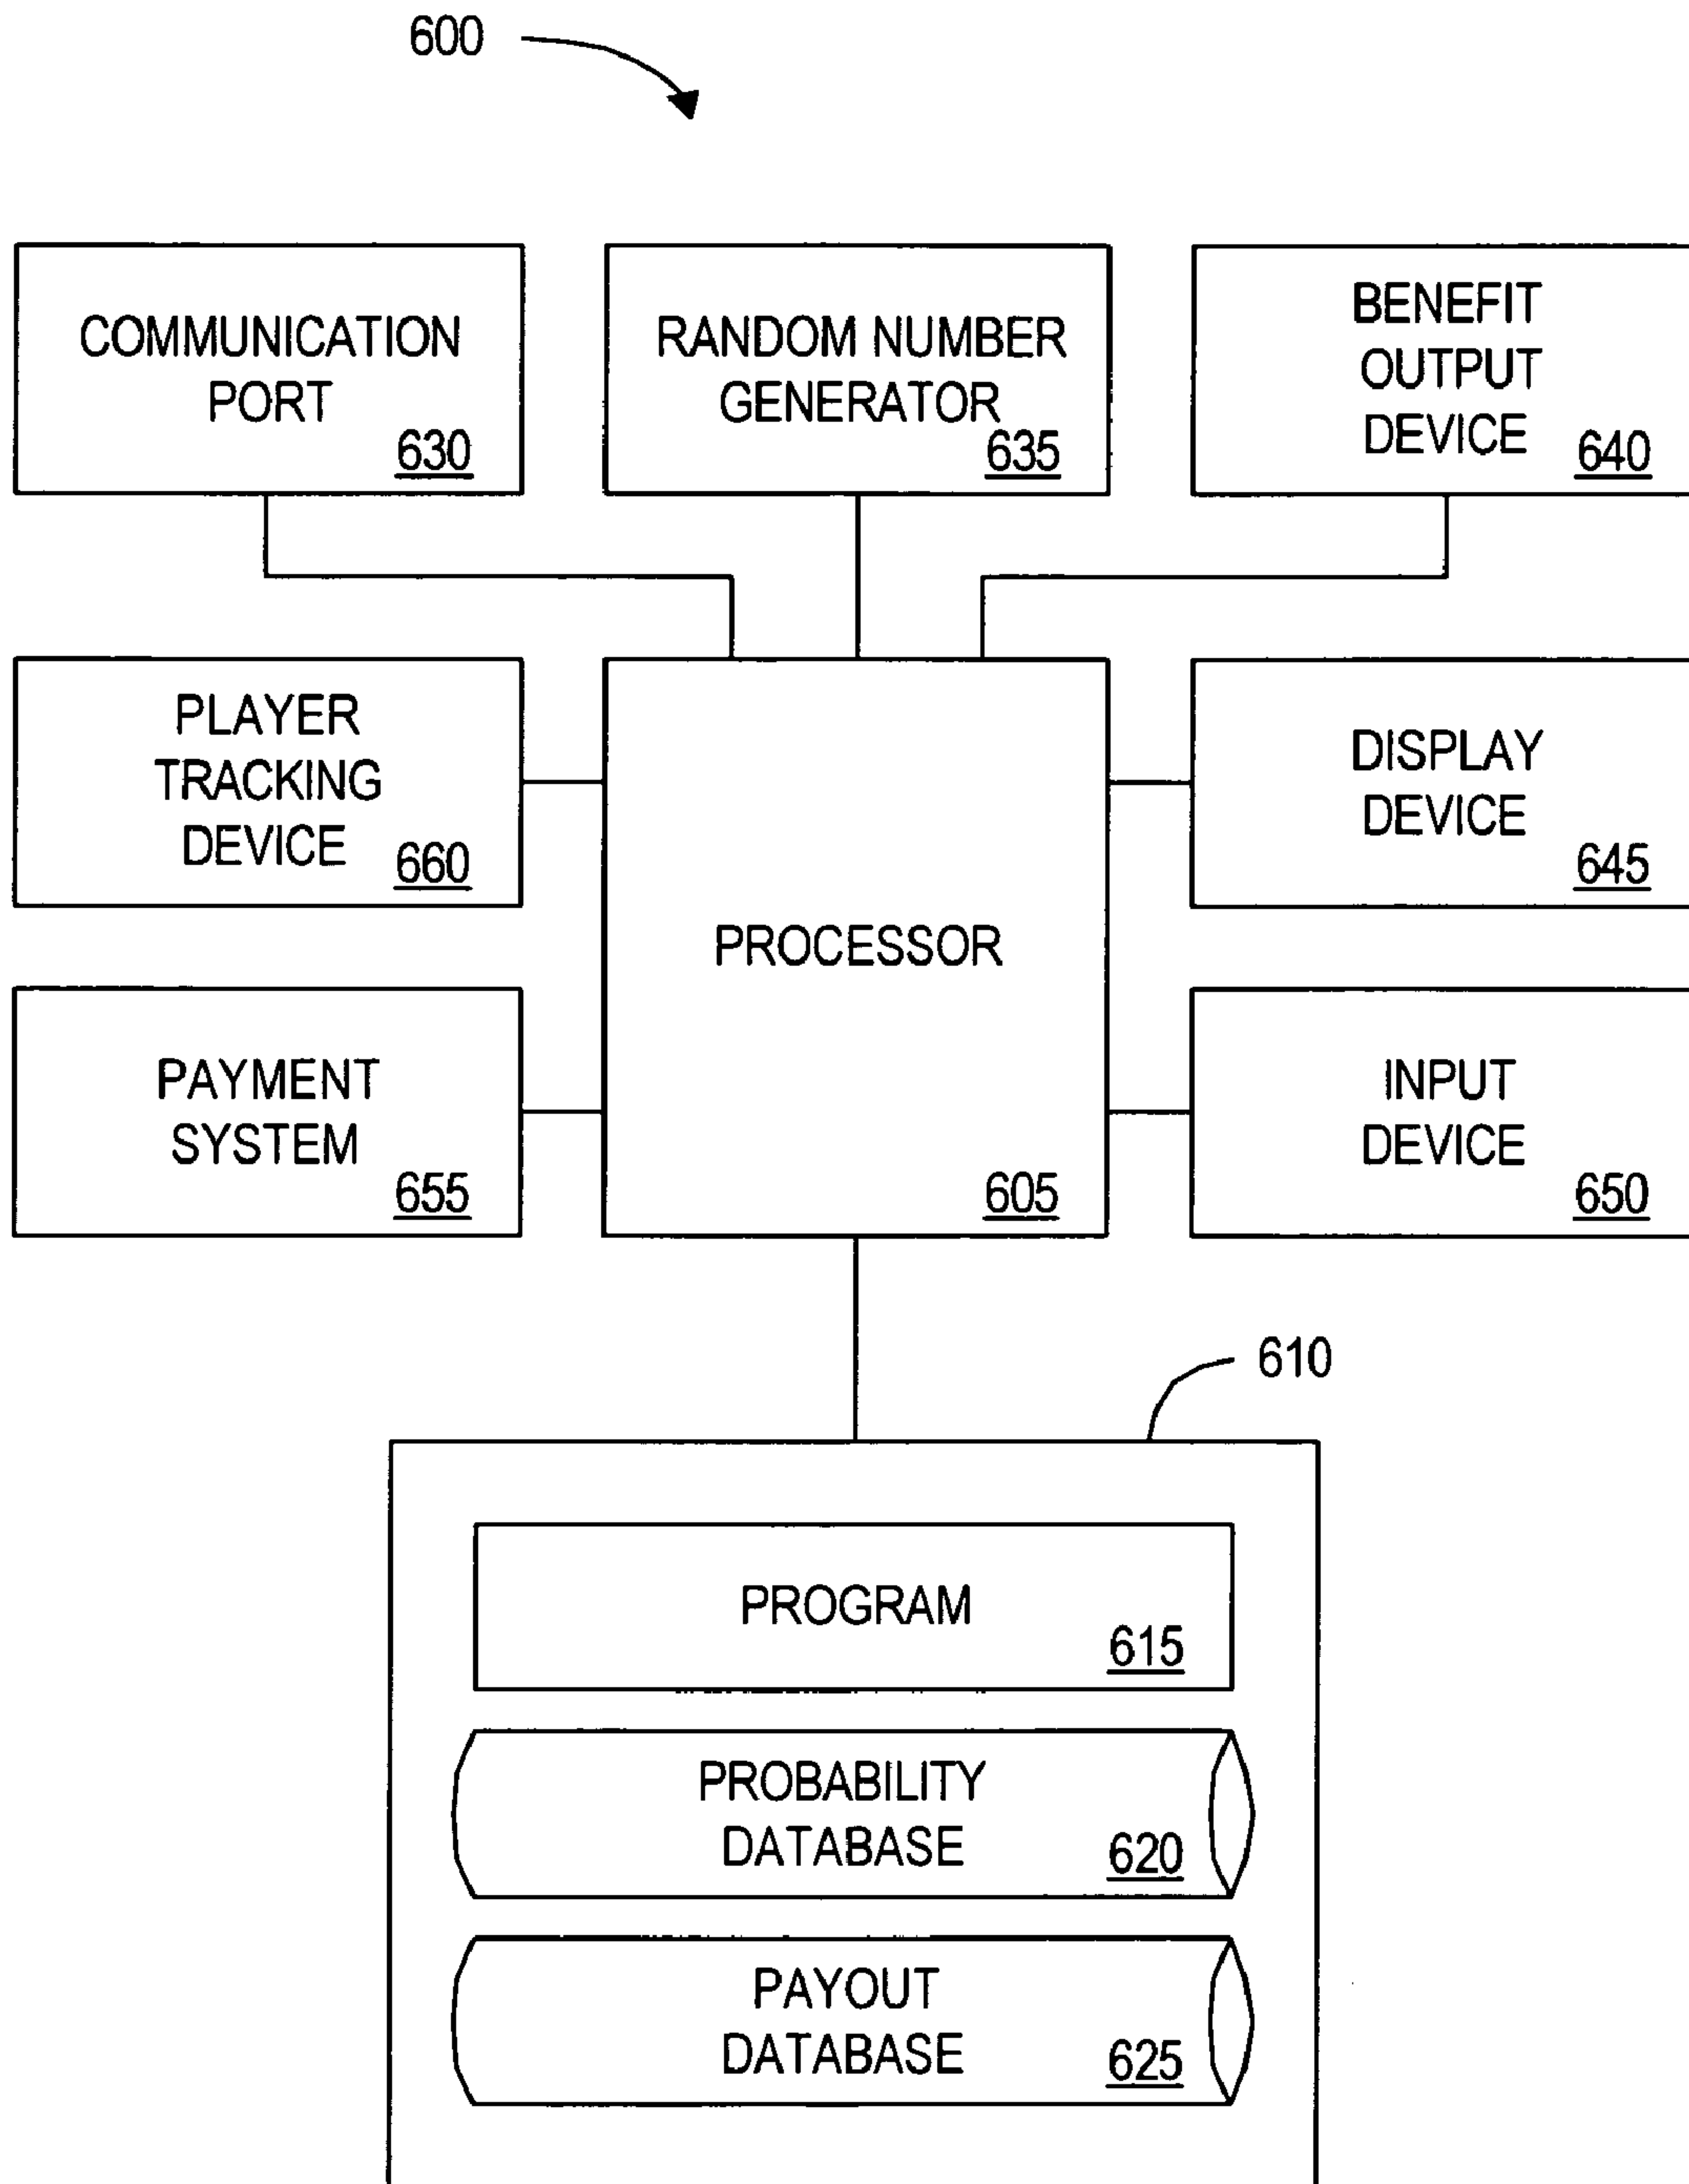 600
COMMUNICATION
PORT
630
RANDOM NUMBER
GENERATOR
635
BENEFIT
OUTPUT
DEVICE
640
PLAYER
TRACKING
DEVICE
660
PROCESSOR
605
DISPLAY
DEVICE
645
PAYMENT
SYSTEM
655
INPUT
DEVICE
650
610
PROGRAM
615
PROBABILITY
DATABASE
620
PAYOUT
DATABASE
625